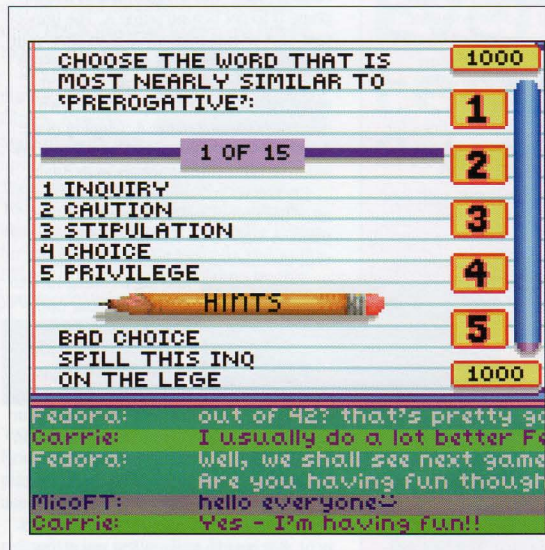 CHOOSE THE WORD THAT IS
MOST NEARLY SIMILAR TO
"PREROGATIVE":
1 OF 15
1 INQUIRY
2 CAUTION
3 STIPULATION
4 CHOICE
5 PRIVILEGE
HINTS
BAD CHOICE
SPILL THIS INQ
ON THE LEGE
1000
1
2
3
4
5
1000
Fedora: out of 42? that's pretty go
Carrie: I usually do a lot better Fe
Fedora: Well, we shall see next game
Are you having fun though
MicoFT: hello everyone
Carrie: Yes - I'm having fun!!